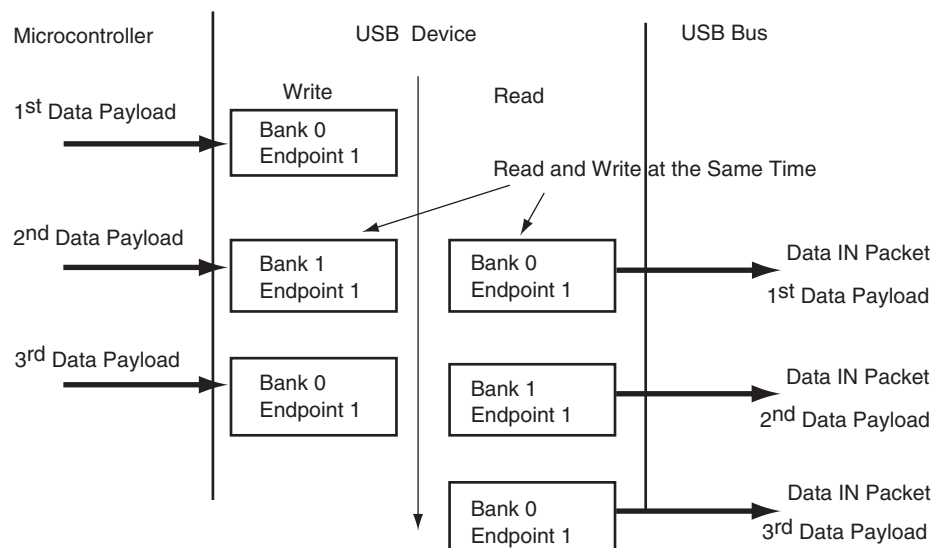 Microcontroller
USB Device
USB Bus
1st Data Payload
Write
Read
Bank 0
Endpoint 1
Read and Write at the Same Time
2nd Data Payload
Bank 1
Endpoint 1
Bank 0
Endpoint 1
Data IN Packet
1st Data Payload
3rd Data Payload
Bank 0
Endpoint 1
Bank 1
Endpoint 1
Data IN Packet
2nd Data Payload
Bank 0
Endpoint 1
Data IN Packet
3rd Data Payload